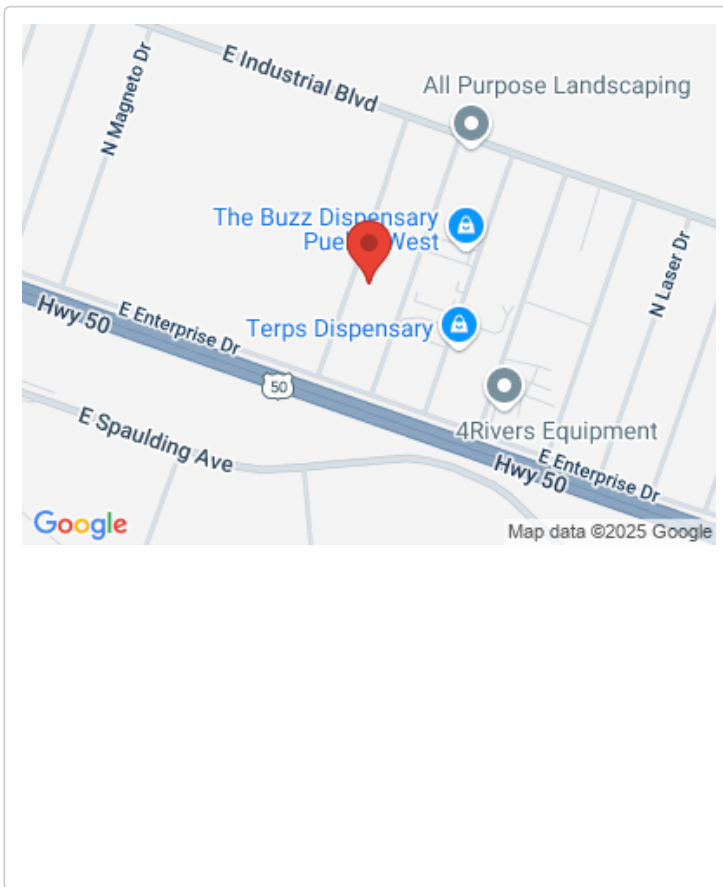 E Industrial Blvd
All Purpose Landscaping
N Magneto Dr
The Buzz Dispensary
West
N Laser Dr
E Enterprise Dr
Hwy 50
Terps Dispensary
50
4Rivers Equipment
E Spaulding Ave
Hwy 50
E Enterprise Dr
Google
Map data ©2025 Google